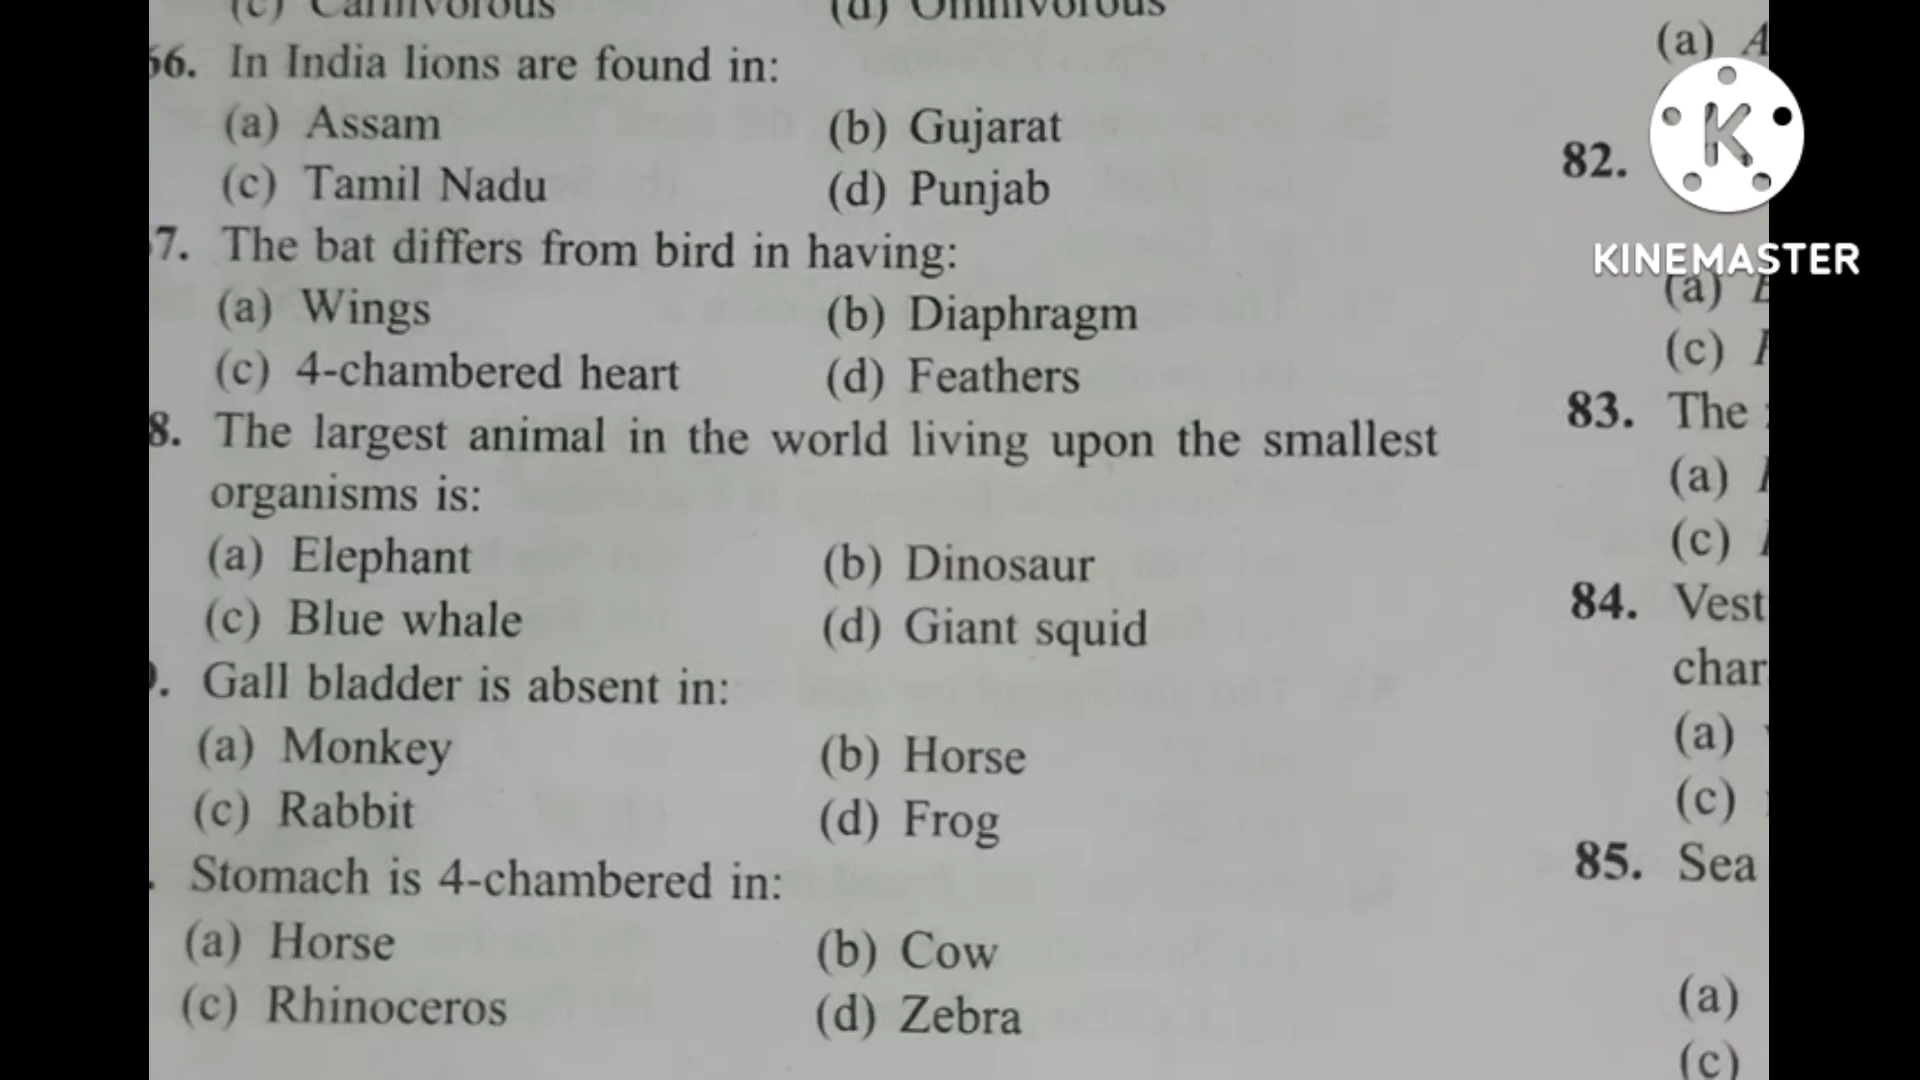 (c) Carnivorous (d) Omnivorous
66. In India lions are found in:
(a) Assam (b) Gujarat
(c) Tamil Nadu (d) Punjab
7. The bat differs from bird in having:
(a) Wings (b) Diaphragm
(c) 4-chambered heart (d) Feathers
8. The largest animal in the world living upon the smallest
organisms is:
(a) Elephant (b) Dinosaur
(c) Blue whale (d) Giant squid
. Gall bladder is absent in:
(a) Monkey (b) Horse
(c) Rabbit (d) Frog
. Stomach is 4-chambered in:
(a) Horse (b) Cow
(c) Rhinoceros (d) Zebra
(a) A
82.
(a)
(c)
83. The
(a)
(c)
84. Vest
char
(a)
(c)
85. Sea
(a)
(c)
K
KINEMASTER